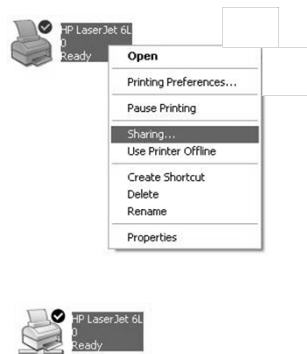 HP LaserJet 6L
0
Ready
Open
Printing Preferences...
Pause Printing
Sharing...
Use Printer Offline
Create Shortcut
Delete
Rename
Properties
HP LaserJet 6L
0
Ready